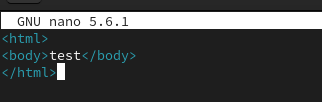 GNU nano 5.6.1
<html>
<body>test</body>
</html>